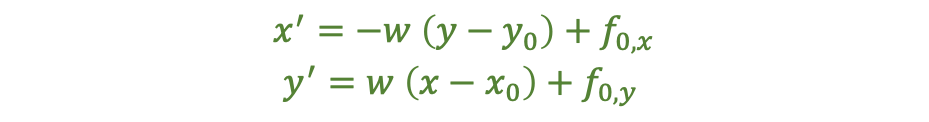 x′ = −w (y − y₀) + f₀,ₓ
y′ = w (x − x₀) + f₀,ᵧ